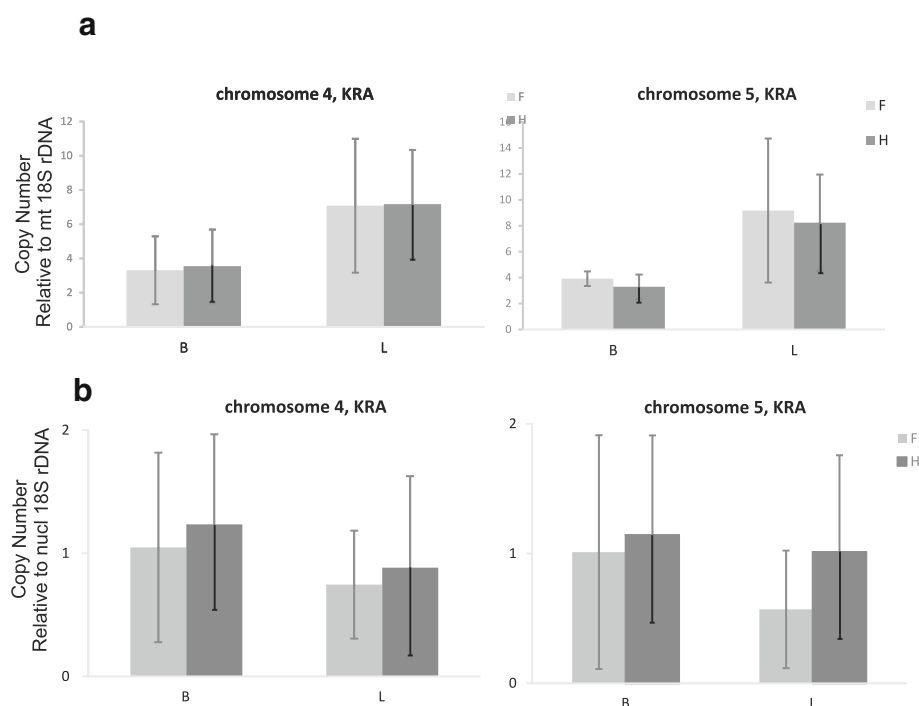 a
chromosome 4, KRA
F
H
Copy Number
Relative to mt 18S rDNA
12
10
8
6
4
2
0
B
L
chromosome 5, KRA
F
H
16
14
12
10
8
6
4
2
0
B
L
b
chromosome 4, KRA
Copy Number
Relative to nucl 18S rDNA
2
1
0
B
L
chromosome 5, KRA
F
H
2
1
0
B
L